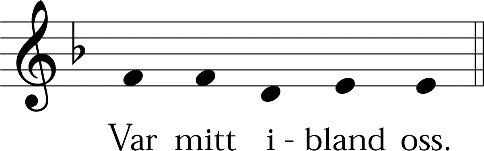 Var mitt i - bland oss.